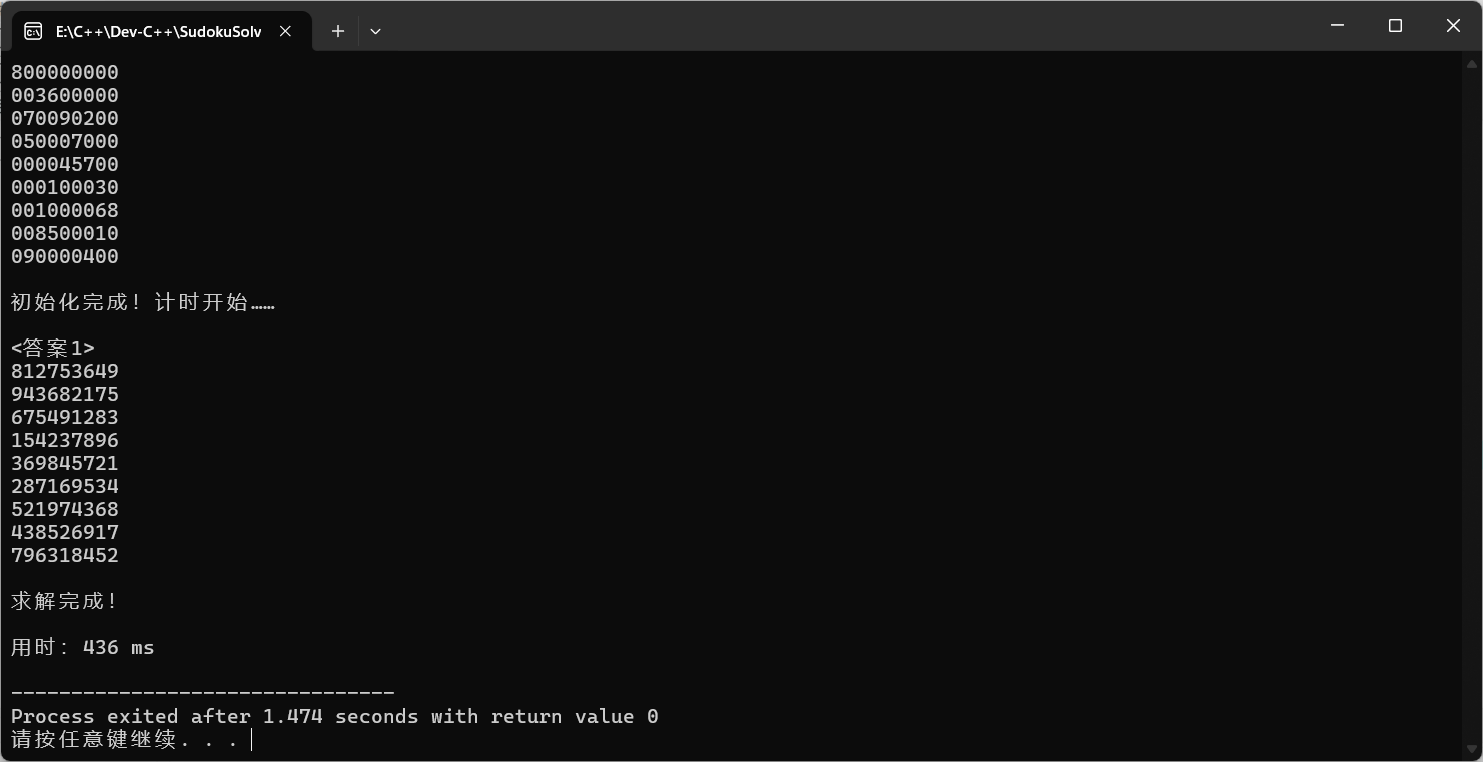 E:\C++\Dev-C++\SudokuSolv
800000000
003600000
070090200
050007000
000045700
000100030
001000068
008500010
090000400
初始化完成！计时开始……
<答案1>
812753649
943682175
675491283
154237896
369845721
287169534
521974368
438526917
796318452
求解完成！
用时：436 ms
--------------------------------
Process exited after 1.474 seconds with return value 0
请按任意键继续. . .